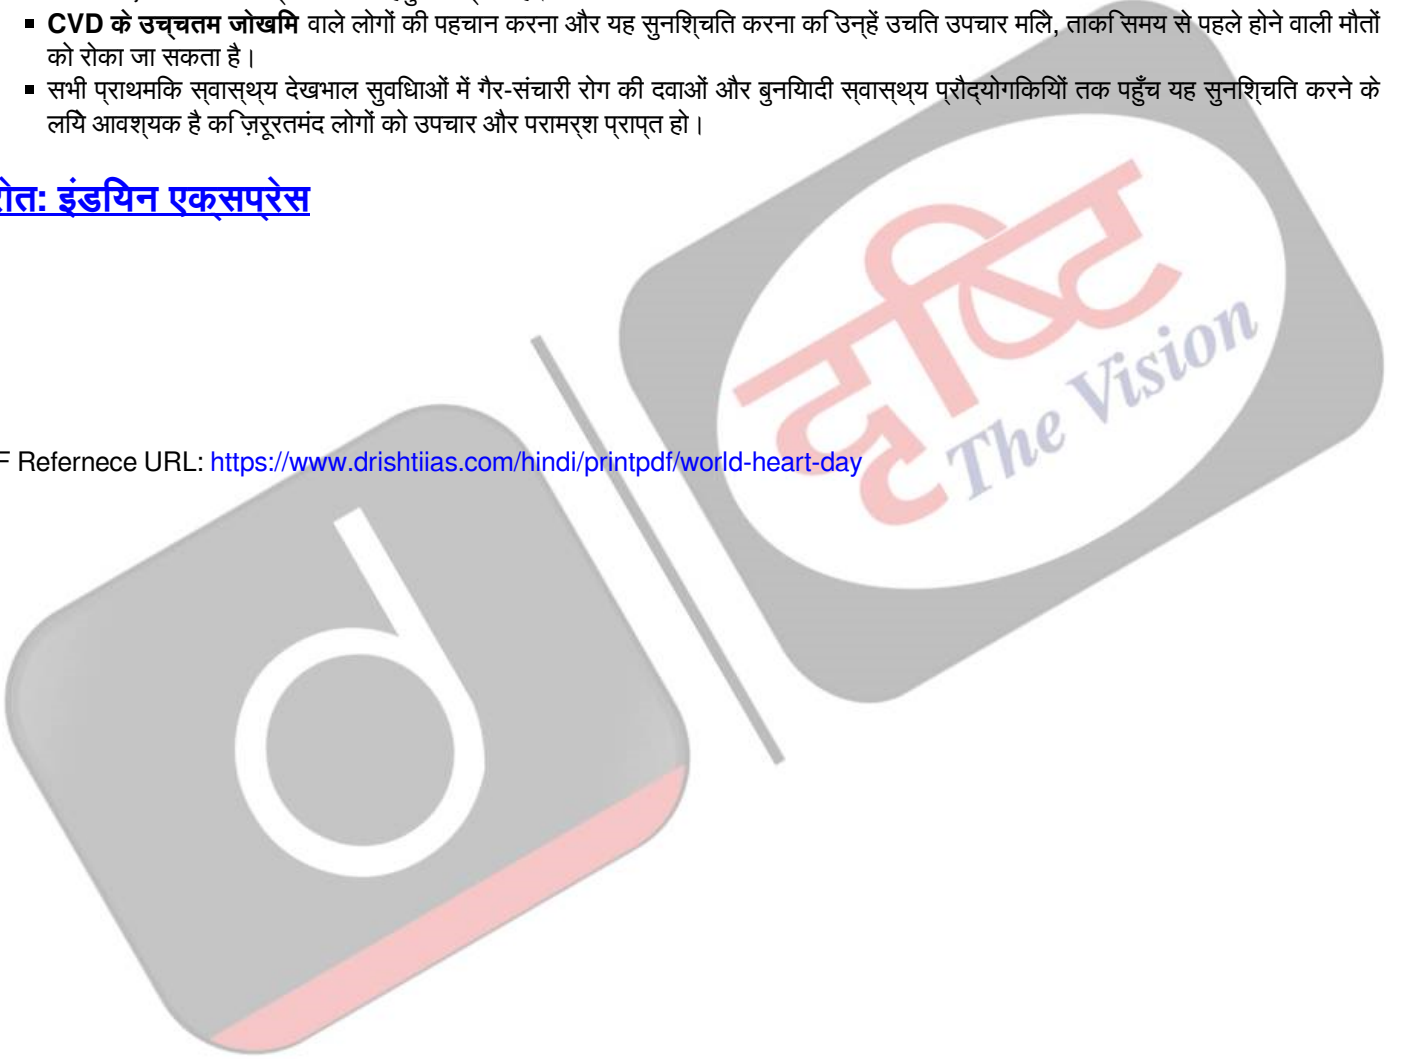 CVD के उच्चतम जोखिम वाले लोगों की पहचान करना और यह सुनिश्चित करना कि उन्हें उचित उपचार मिले, ताकि समय से पहले होने वाली मौतों
को रोका जा सकता है।
सभी प्राथमिक स्वास्थ्य देखभाल सुविधाओं में गैर-संचारी रोग की दवाओं और बुनियादी स्वास्थ्य प्रौद्योगिकियों तक पहुँच यह सुनिश्चित करने के
लिये आवश्यक है कि ज़रूरतमंद लोगों को उपचार और परामर्श प्राप्त हो।
रोत: इंडियन एक्सप्रेस
F Refernece URL: https://www.drishtiias.com/hindi/printpdf/world-heart-day
दृष्टि
The Vision
d